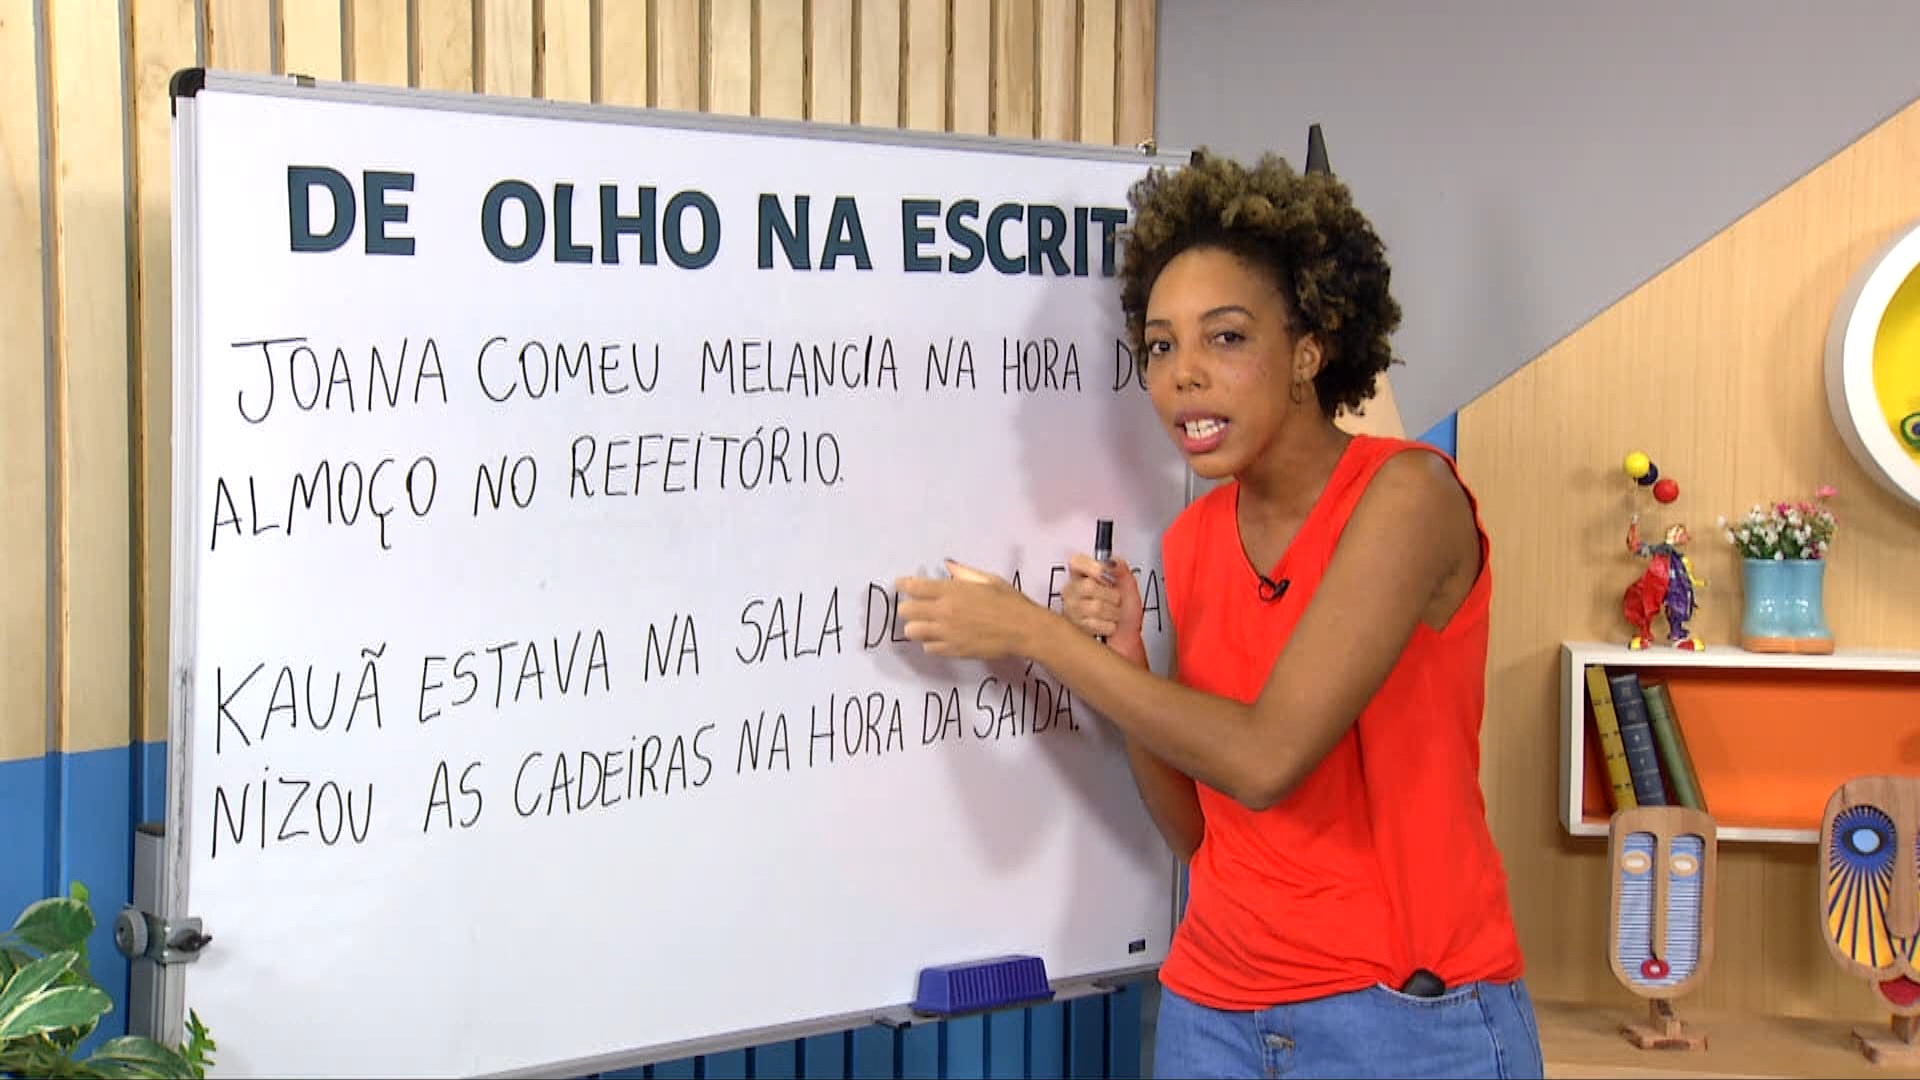 DE OLHO NA ESCRIT
JOANA COMEU MELANCIA NA HORA
ALMOÇO NO REFEITÓRIO.
KAUÃ ESTAVA NA SALA
NIZOU AS CADEIRAS NA HORA DA SAÍDA.